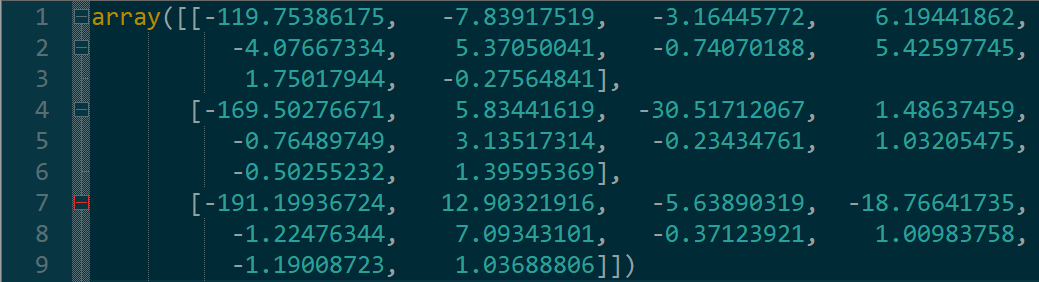 1 array([[-119.75386175, -7.83917519, -3.16445772, 6.19441862,
2 -4.07667334, 5.37050041, -0.74070188, 5.42597745,
3 1.75017944, -0.27564841],
4 [-169.50276671, 5.83441619, -30.51712067, 1.48637459,
5 -0.76489749, 3.13517314, -0.23434761, 1.03205475,
6 -0.50255232, 1.39595369],
7 [-191.19936724, 12.90321916, -5.63890319, -18.76641735,
8 -1.22476344, 7.09343101, -0.37123921, 1.00983758,
9 -1.19008723, 1.03688806]])